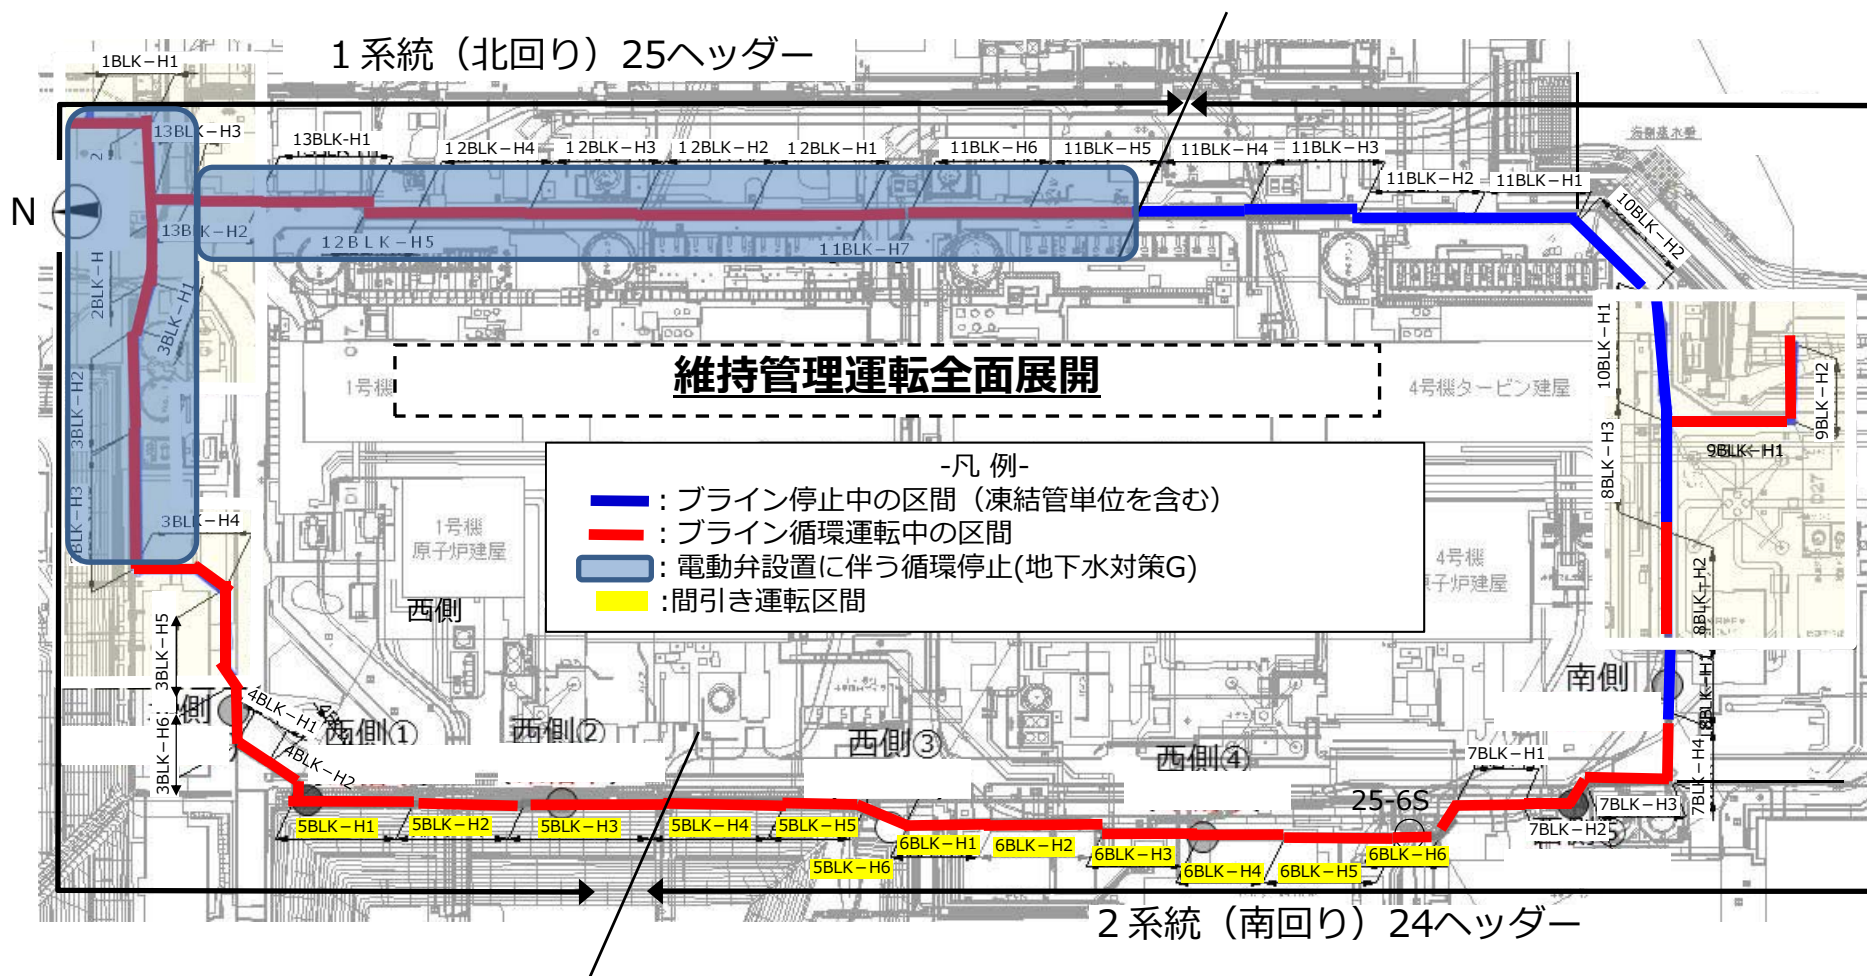 1系統（北回り）25ヘッダー
1BLK－H1
13BLK－H3
13BLK-H1
12BLK－H4
12BLK－H3
12BLK－H2
12BLK－H1
11BLK－H6
11BLK－H5
11BLK－H4
11BLK－H3
11BLK－H2
11BLK－H1
10BLK－H2
海側遮水壁
N
2
13BLK－H2
12BLK－H5
11BLK－H7
2BLK－H
3BLK－H1
3BLK－H2
BLK－H3
3BLK－H4
10BLK－H1
8BLK－H3
9BLK－H2
9BLK－H1
D27
1号機
維持管理運転全面展開
4号機タービン建屋
-凡 例-
：ブライン停止中の区間（凍結管単位を含む）
：ブライン循環運転中の区間
：電動弁設置に伴う循環停止(地下水対策G)
:間引き運転区間
1号機
原子炉建屋
4号機
子炉建屋
西側
8BLK－H2
8BLK－H1
南側
3BLK－H5
3BLK－H6
側
4BLK－H1
4BLK－H2
西側①
西側②
西側③
西側④
7BLK－H1
25-6S
7BLK－H2
7BLK－H3
7BLK－H4
5BLK－H1
5BLK－H2
5BLK－H3
5BLK－H4
5BLK－H5
5BLK－H6
6BLK－H1
6BLK－H2
6BLK－H3
6BLK－H4
6BLK－H5
6BLK－H6
2系統（南回り）24ヘッダー